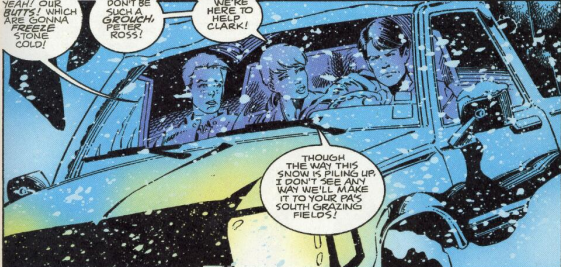 YEAH! OUR
BUTTS! WHICH
ARE GONNA
FREEZE
STONE
COLD!
DON'T BE
SUCH A
GROUCH,
PETER
ROSS!
WE'RE
HERE TO
HELP
CLARK!
THOUGH
THE WAY THIS
SNOW IS PILING UP,
I DON'T SEE ANY
WAY WE'LL MAKE
IT TO YOUR PA'S
SOUTH GRAZING
FIELDS!